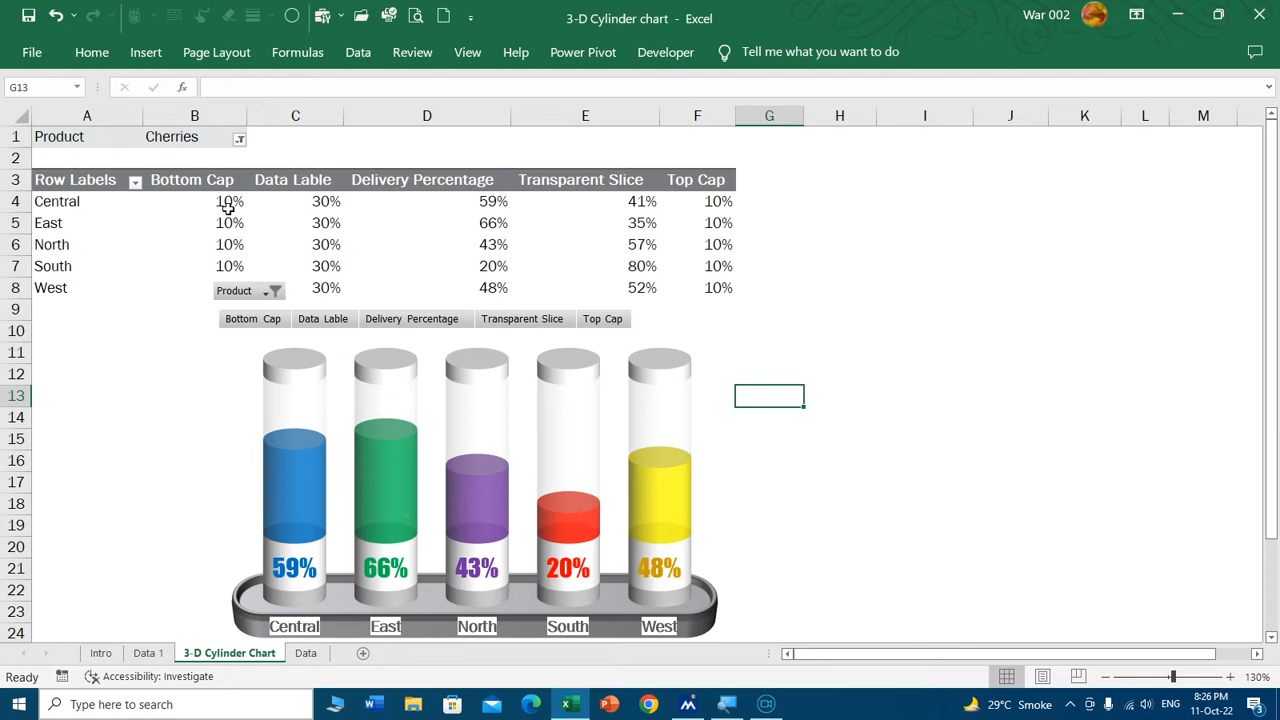 3-D Cylinder chart - Excel
War 002
File Home Insert Page Layout Formulas Data Review View Help Power Pivot Developer Tell me what you want to do
G13 fx
A B C D E F G H I J K L M
1 Product Cherries
2
3 Row Labels Bottom Cap Data Lable Delivery Percentage Transparent Slice Top Cap
4 Central 10% 30% 59% 41% 10%
5 East 10% 30% 66% 35% 10%
6 North 10% 30% 43% 57% 10%
7 South 10% 30% 20% 80% 10%
8 West 30% 48% 52% 10%
Product
9
Bottom Cap Data Lable Delivery Percentage Transparent Slice Top Cap
10
11
12
13
14
15
16
17
18
19
20
21 59% 66% 43% 20% 48%
22
23
24 Central East North South West
Intro Data 1 3-D Cylinder Chart Data
Ready Accessibility: Investigate 130%
Type here to search
29°C Smoke ENG 8:26 PM
11-Oct-22 3